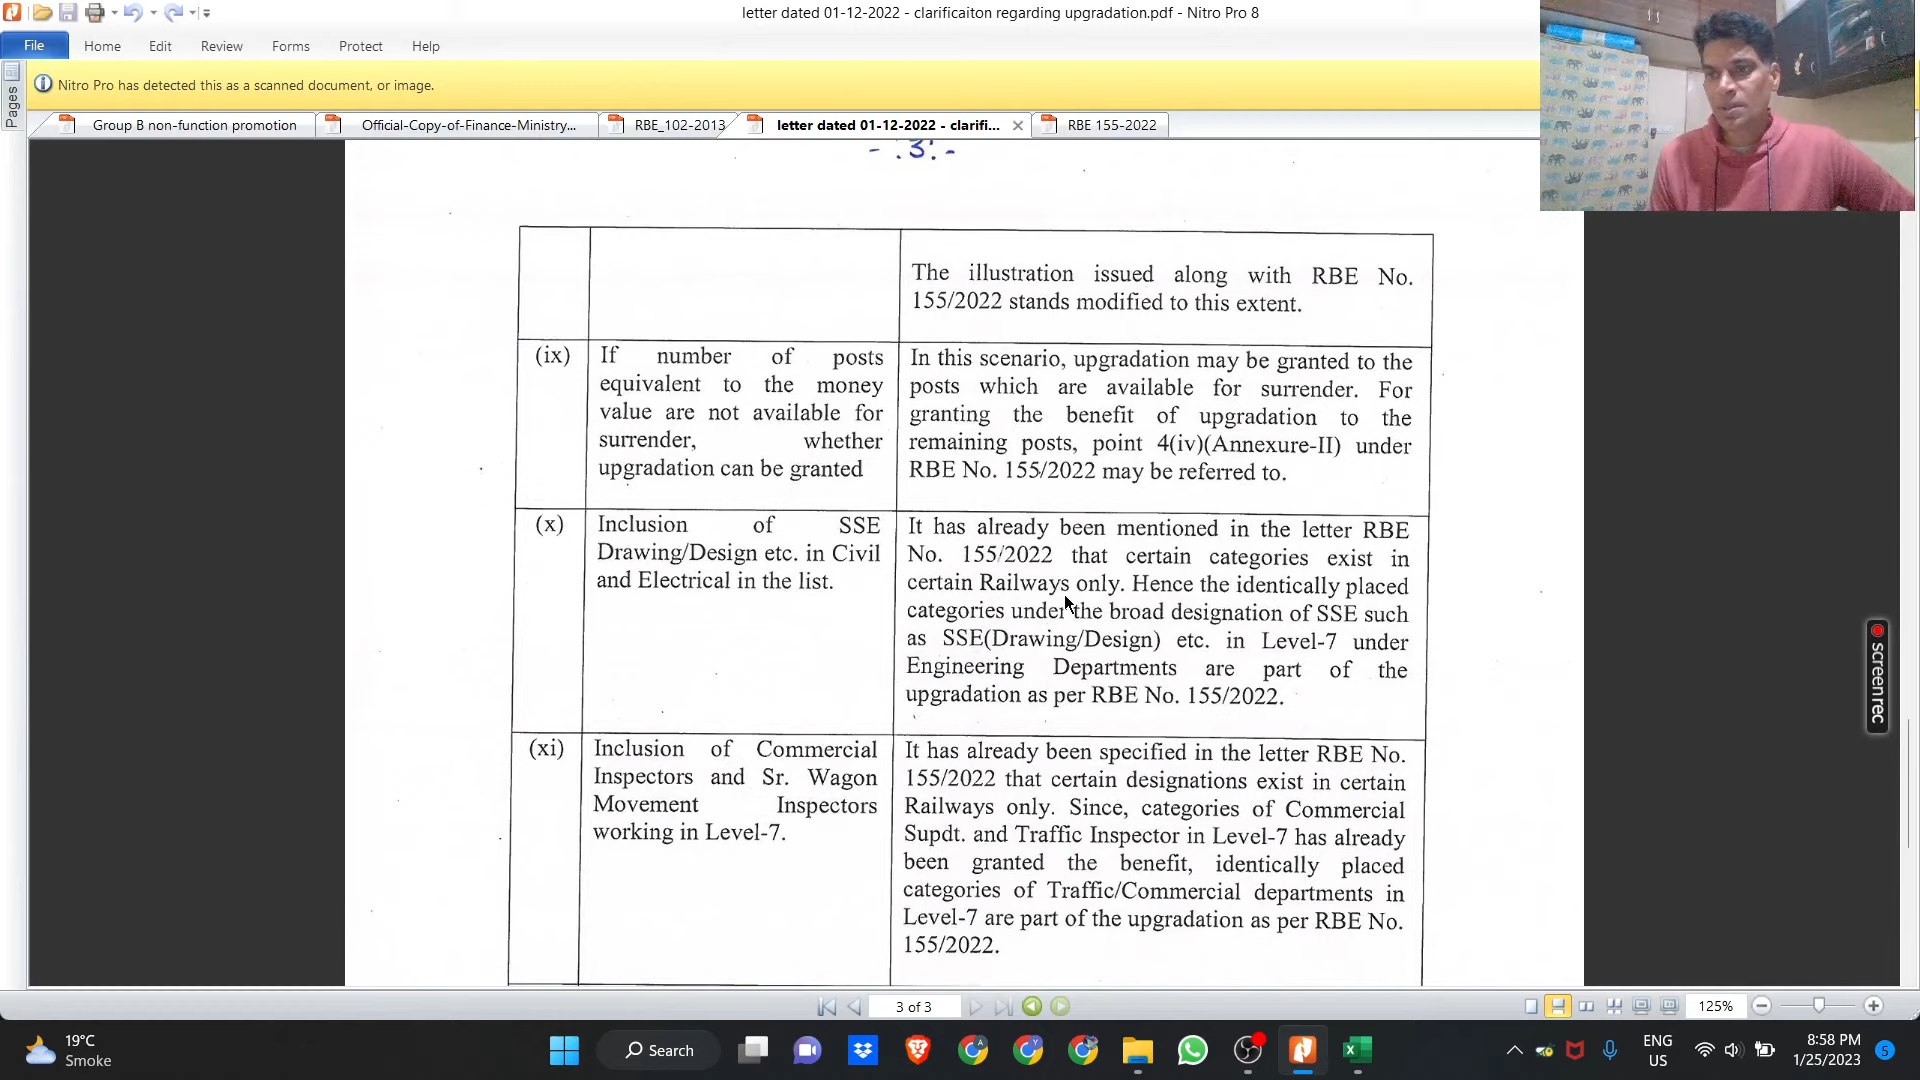 letter dated 01-12-2022 - clarificaiton regarding upgradation.pdf - Nitro Pro 8
File Home Edit Review Forms Protect Help
Nitro Pro has detected this as a scanned document, or image.
Pages
Group B non-function promotion
Official-Copy-of-Finance-Ministry...
RBE_102-2013
letter dated 01-12-2022 - clarifi...
RBE 155-2022
- .3. -
The illustration issued along with RBE No.
155/2022 stands modified to this extent.
(ix)
If number of posts
equivalent to the money
value are not available for
surrender, whether
upgradation can be granted
In this scenario, upgradation may be granted to the
posts which are available for surrender. For
granting the benefit of upgradation to the
remaining posts, point 4(iv)(Annexure-II) under
RBE No. 155/2022 may be referred to.
(x)
Inclusion of SSE
Drawing/Design etc. in Civil
and Electrical in the list.
It has already been mentioned in the letter RBE
No. 155/2022 that certain categories exist in
certain Railways only. Hence the identically placed
categories under the broad designation of SSE such
as SSE(Drawing/Design) etc. in Level-7 under
Engineering Departments are part of the
upgradation as per RBE No. 155/2022.
(xi)
Inclusion of Commercial
Inspectors and Sr. Wagon
Movement Inspectors
working in Level-7.
It has already been specified in the letter RBE No.
155/2022 that certain designations exist in certain
Railways only. Since, categories of Commercial
Supdt. and Traffic Inspector in Level-7 has already
been granted the benefit, identically placed
categories of Traffic/Commercial departments in
Level-7 are part of the upgradation as per RBE No.
155/2022.
screenrec
3 of 3
125%
19°C
Smoke
Search
ENG
US
8:58 PM
1/25/2023
5